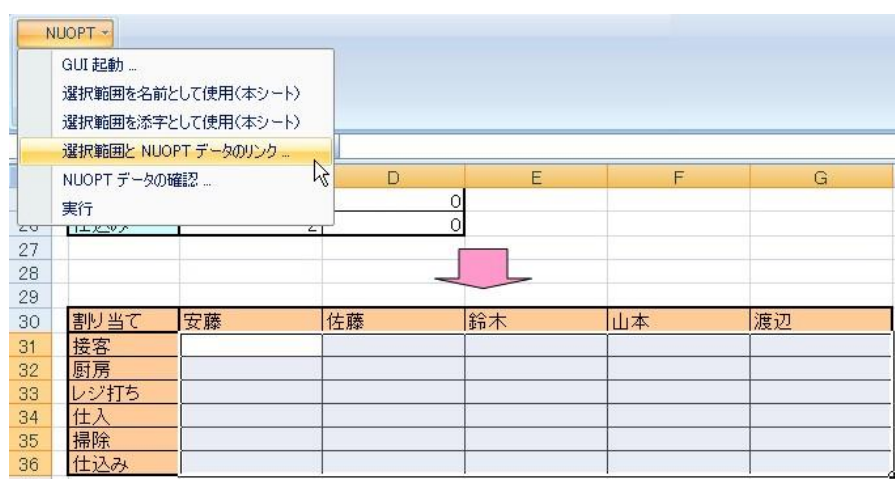 NUOPT
GUI 起動 ...
選択範囲を名前として使用(本シート)
選択範囲を添字として使用(本シート)
選択範囲と NUOPT データのリンク ...
NUOPT データの確認 ...
実行
D E F G
0
26 仕込み 2 0
27
28
29
30 割り当て 安藤 佐藤 鈴木 山本 渡辺
31 接客
32 厨房
33 レジ打ち
34 仕入
35 掃除
36 仕込み